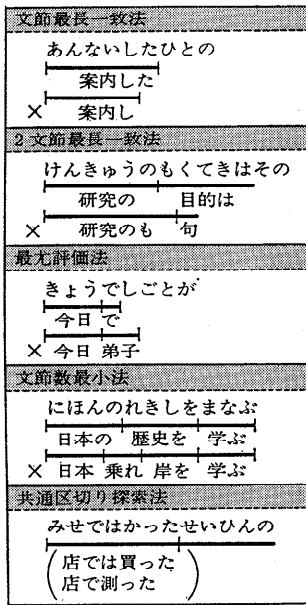 文節最長一致法
あんないしたひとの
案内した
× 案内し
2文節最長一致法
けんきゅうのもくてきはその
研究の 目的は
× 研究のも 句
最尤評価法
きょうでしごとが
今日 で
× 今日 弟子
文節数最小法
にほんのれきしをまなぶ
日本の 歴史を 学ぶ
× 日本 乗れ 岸を 学ぶ
共通区切り探索法
みせではかったせいひんの
(店では買った
店で測った)